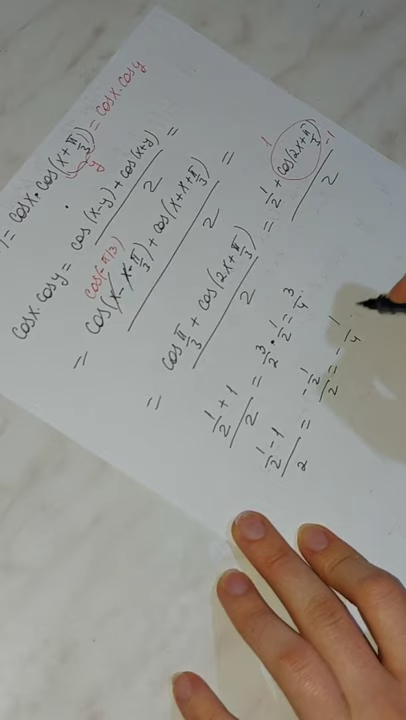 ) = cosx·cos(x+π/3) = cosx·cosy
y
cosx·cosy = (cos(x-y)+cos(x+y))/2 =
cos(-π/3)
= (cos(x-x-π/3)+cos(x+x+π/3))/2 =
= (cos π/3 + cos(2x+π/3))/2 = (1/2 + cos(2x+π/3))/2
1
-1
(1/2+1)/2 = 3/2·1/2 = 3/4.
(1/2-1)/2 = (-1/2)/2 = -1/4.